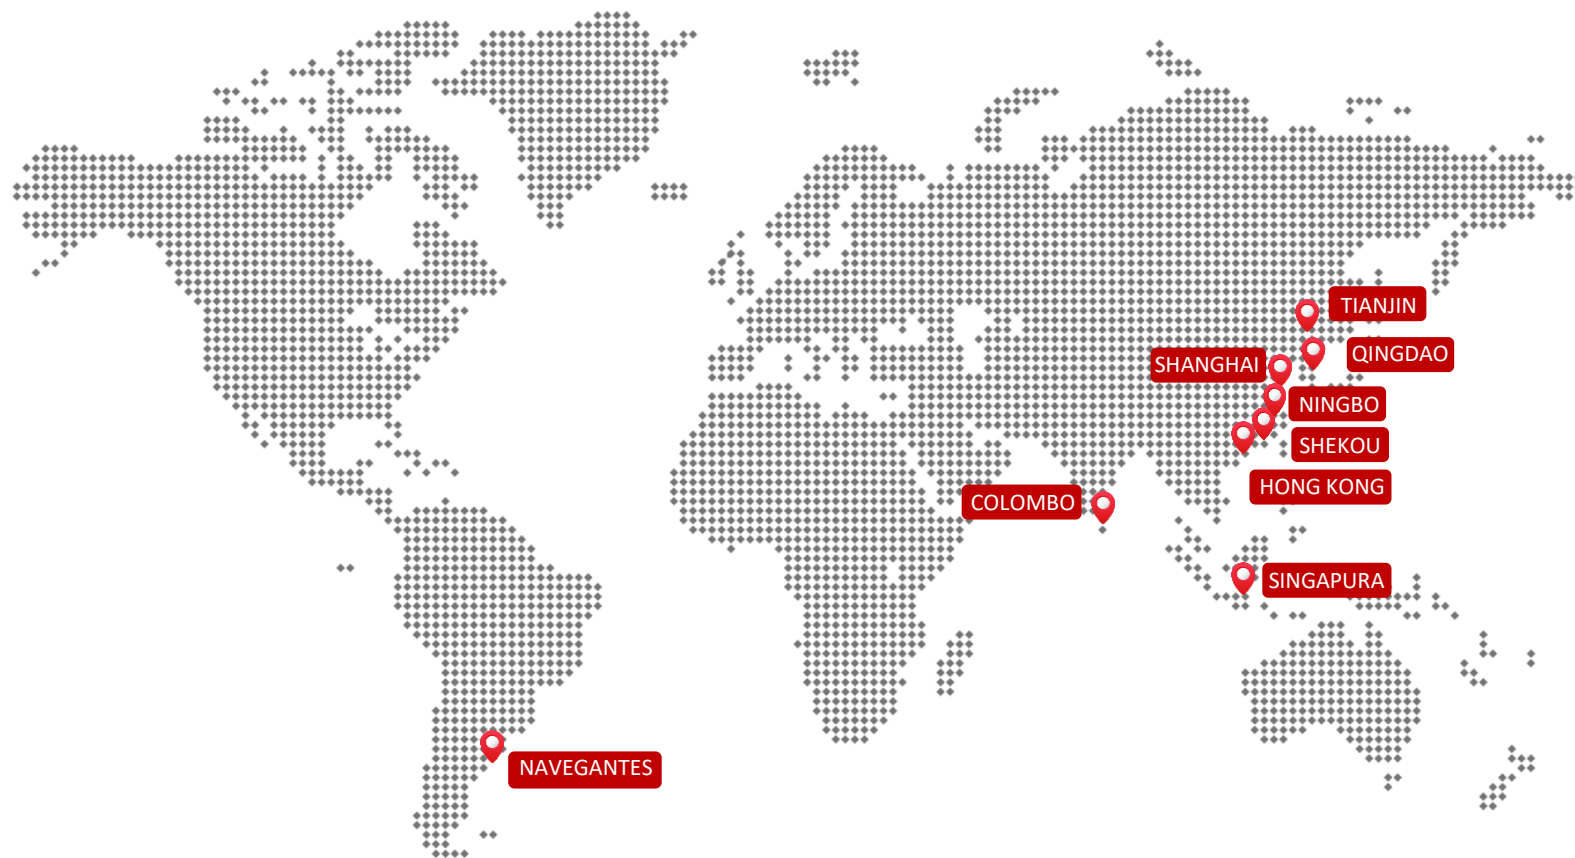 TIANJIN
QINGDAO
SHANGHAI
NINGBO
SHEKOU
HONG KONG
COLOMBO
SINGAPURA
NAVEGANTES